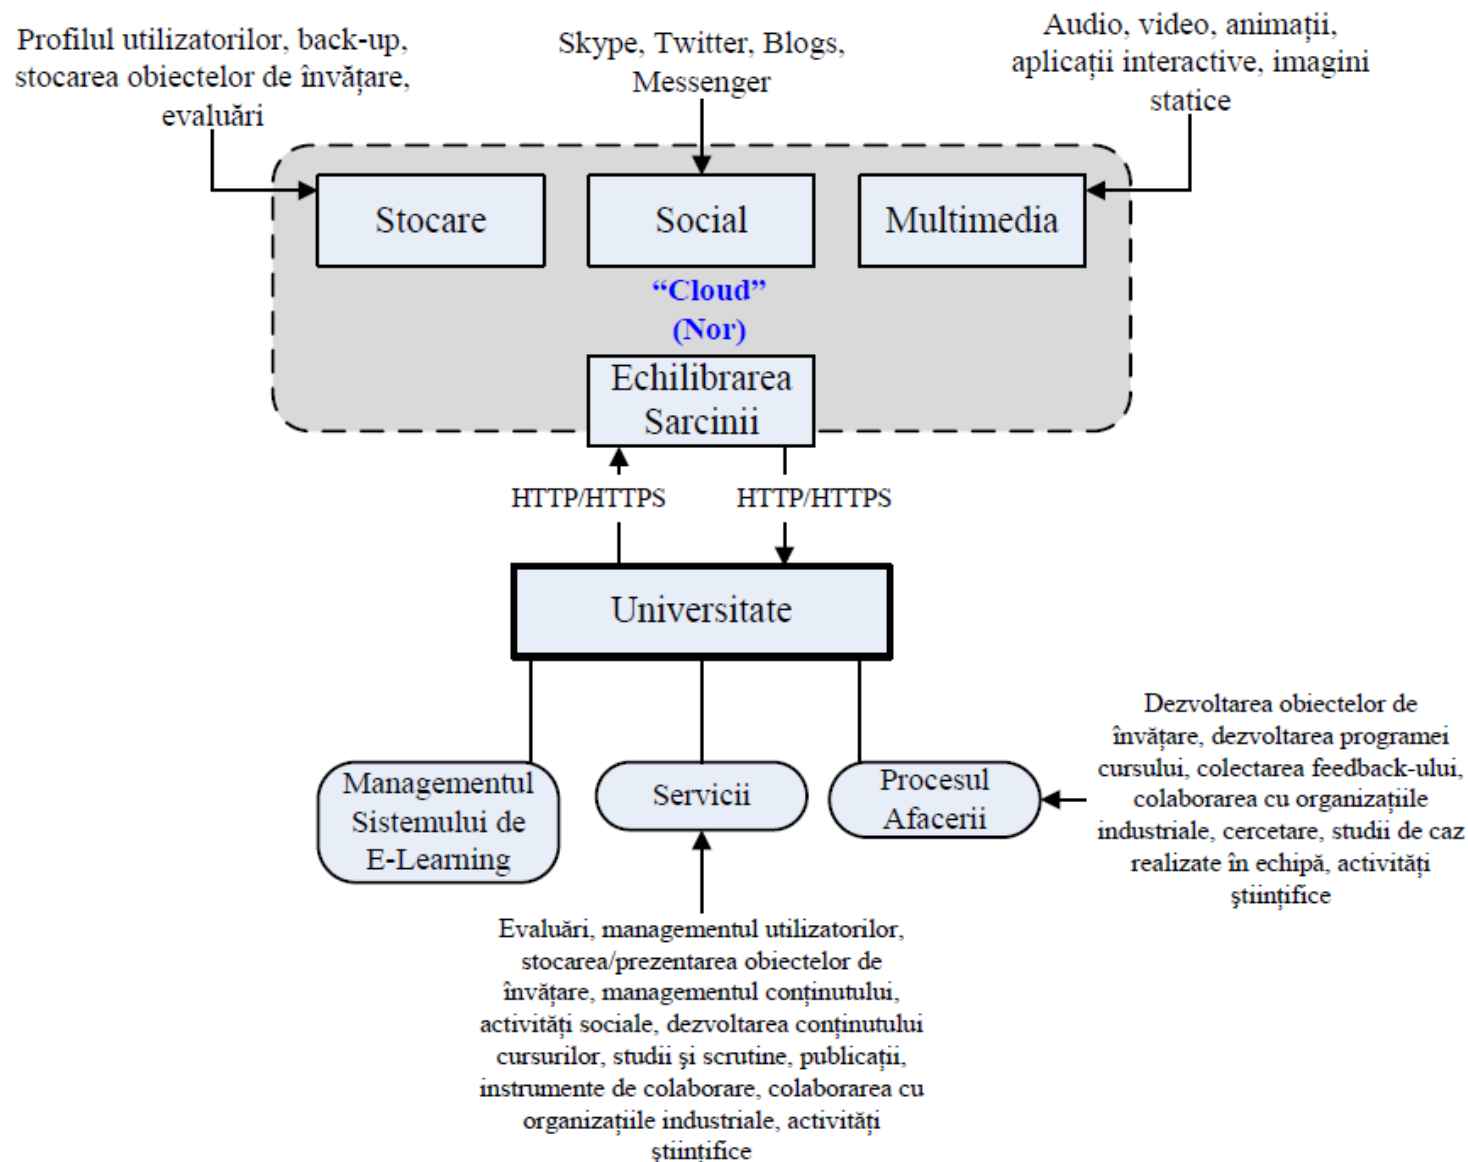 Profilul utilizatorilor, back-up,
stocarea obiectelor de învățare,
evaluări
Skype, Twitter, Blogs,
Messenger
Audio, video, animații,
aplicații interactive, imagini
statice
Stocare
Social
Multimedia
“Cloud”
(Nor)
Echilibrarea
Sarcinii
HTTP/HTTPS
HTTP/HTTPS
Universitate
Managementul
Sistemului de
E-Learning
Servicii
Procesul
Afacerii
Dezvoltarea obiectelor de
învățare, dezvoltarea programei
cursului, colectarea feedback-ului,
colaborarea cu organizațiile
industriale, cercetare, studii de caz
realizate în echipă, activități
ştiințifice
Evaluări, managementul utilizatorilor,
stocarea/prezentarea obiectelor de
învățare, managementul conținutului,
activități sociale, dezvoltarea conținutului
cursurilor, studii şi scrutine, publicații,
instrumente de colaborare, colaborarea cu
organizațiile industriale, activități
ştiințifice